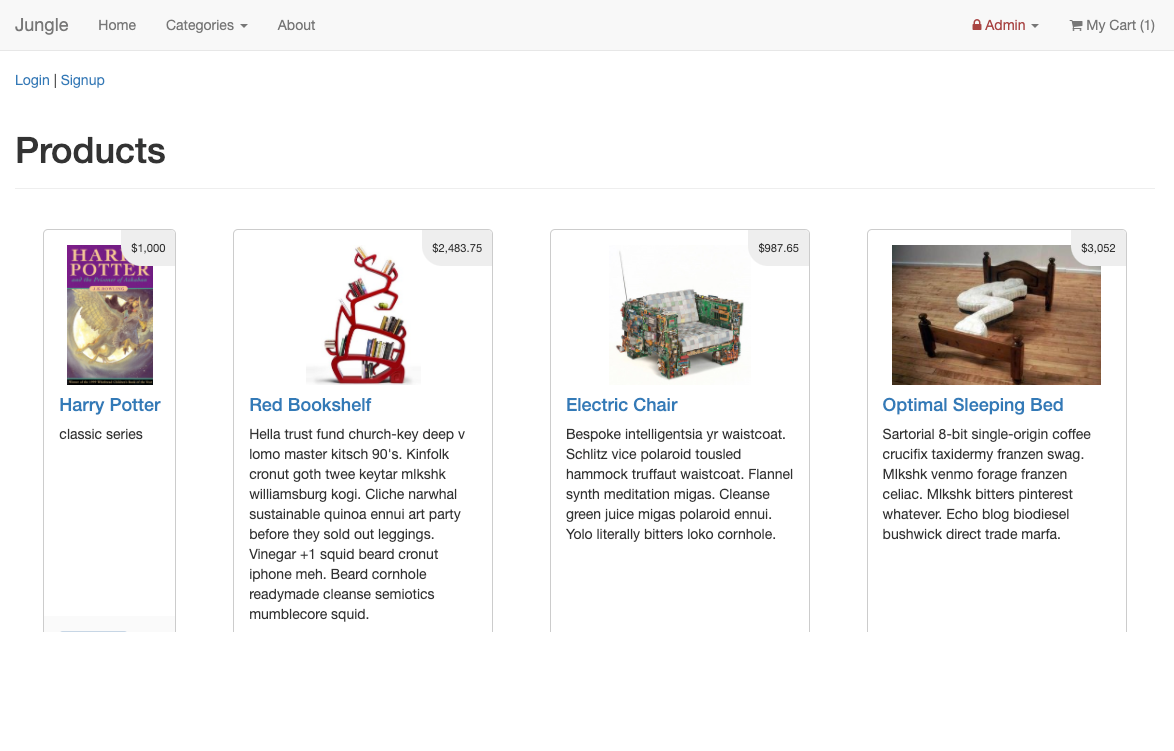 Jungle Home Categories About Admin My Cart (1)
Login | Signup
Products
$1,000
HARRY
POTTER
and the Prisoner of Azkaban
J.K. ROWLING
Harry Potter
classic series
$2,483.75
Red Bookshelf
Hella trust fund church-key deep v
lomo master kitsch 90's. Kinfolk
cronut goth twee keytar mlkshk
williamsburg kogi. Cliche narwhal
sustainable quinoa ennui art party
before they sold out leggings.
Vinegar +1 squid beard cronut
iphone meh. Beard cornhole
readymade cleanse semiotics
mumblecore squid.
$987.65
Electric Chair
Bespoke intelligentsia yr waistcoat.
Schlitz vice polaroid tousled
hammock truffaut waistcoat. Flannel
synth meditation migas. Cleanse
green juice migas polaroid ennui.
Yolo literally bitters loko cornhole.
$3,052
Optimal Sleeping Bed
Sartorial 8-bit single-origin coffee
crucifix taxidermy franzen swag.
Mlkshk venmo forage franzen
celiac. Mlkshk bitters pinterest
whatever. Echo blog biodiesel
bushwick direct trade marfa.